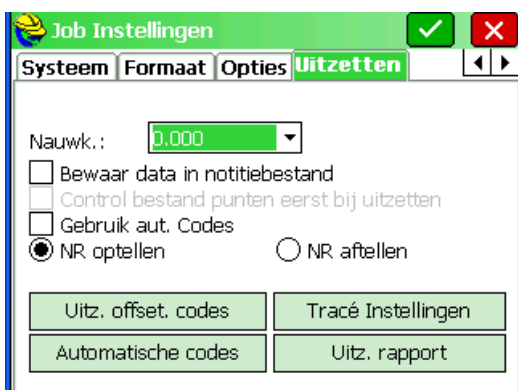 Job Instellingen
Systeem Formaat Opties Uitzetten
Nauwk.: 0.000
Bewaar data in notitiebestand
Control bestand punten eerst bij uitzetten
Gebruik aut. Codes
NR optellen NR aftellen
Uitz. offset. codes Tracé Instellingen
Automatische codes Uitz. rapport